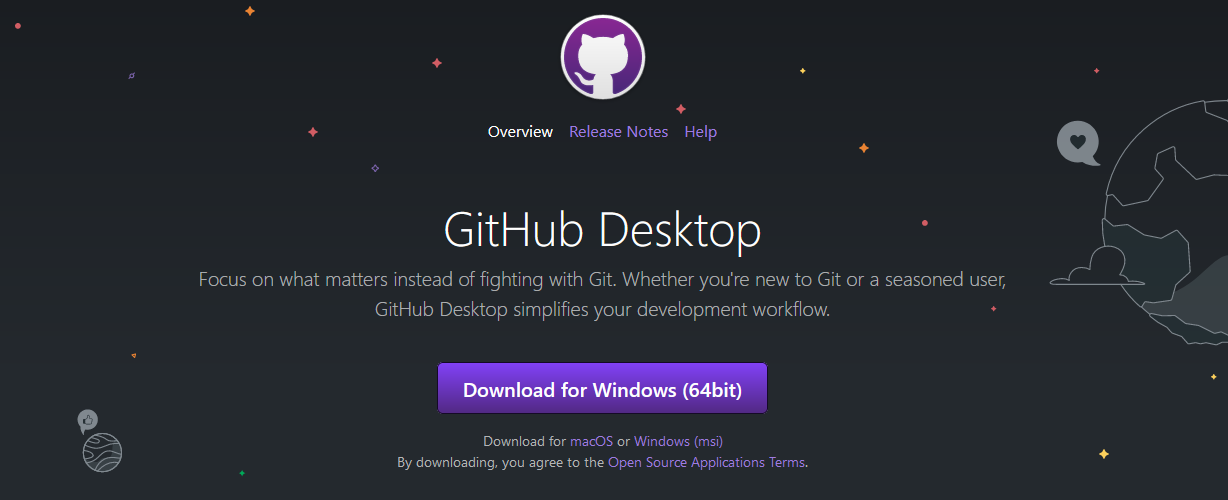 Overview Release Notes Help
GitHub Desktop
Focus on what matters instead of fighting with Git. Whether you're new to Git or a seasoned user,
GitHub Desktop simplifies your development workflow.
Download for Windows (64bit)
Download for macOS or Windows (msi)
By downloading, you agree to the Open Source Applications Terms.